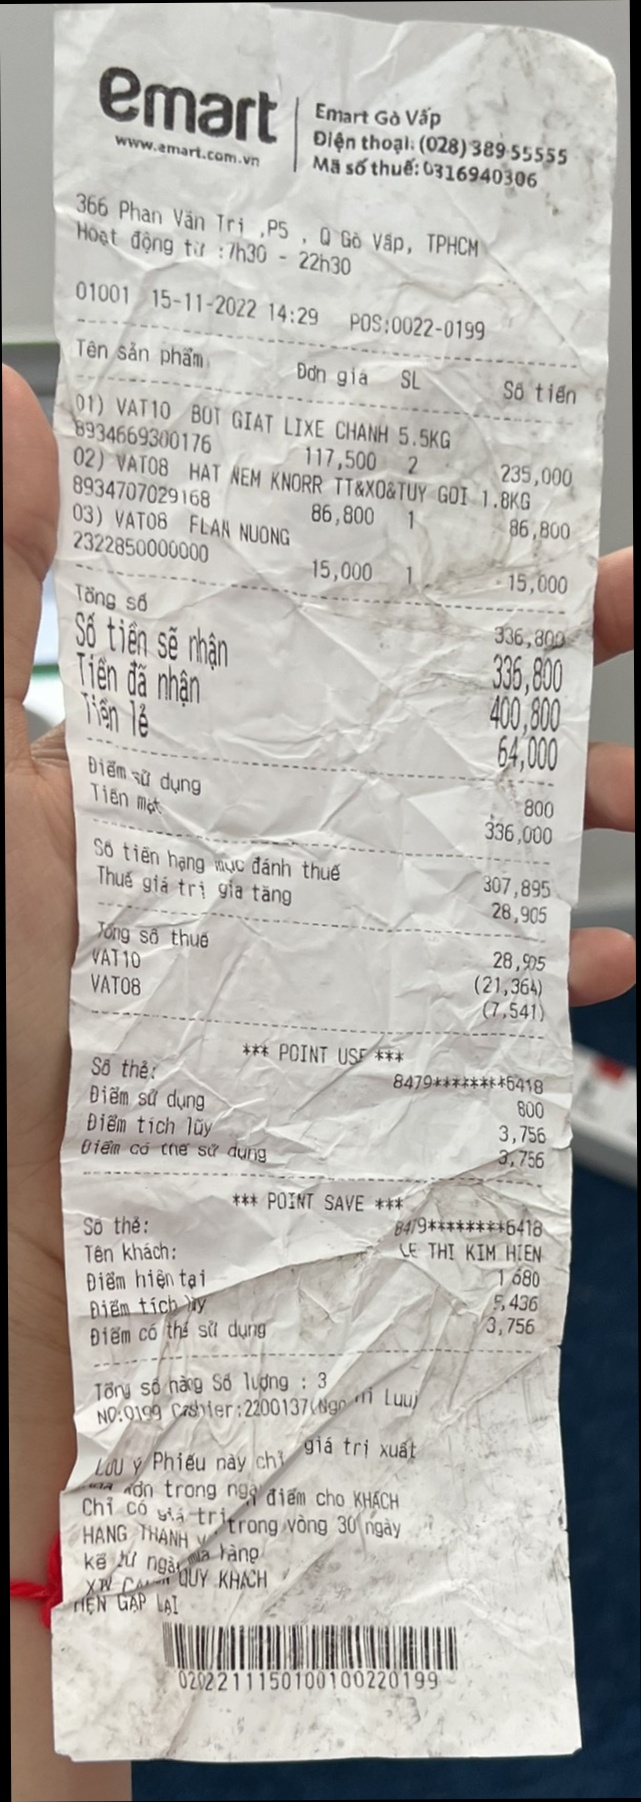 emart
www.emart.com.vn
Emart Gò Vấp
Điện thoại: (028) 389 55555
Mã số thuế: 0316940306
366 Phan Văn Trị ,P5 , Q Gò Vấp, TPHCM
Hoạt động từ :7h30 - 22h30
01001 15-11-2022 14:29 POS:0022-0199
Tên sản phẩm Đơn giá SL Số tiền
01) VAT10 BOT GIAT LIXE CHANH 5.5KG
8934669300176 117,500 2 235,000
02) VAT08 HAT NEM KNORR TT&XO&TUY GOI 1.8KG
8934707029168 86,800 1 86,800
03) VAT08 FLAN NUONG
2322850000000 15,000 1 15,000
Tổng số 336,800
Số tiền sẽ nhận 336,800
Tiền đã nhận 400,800
Tiền lẻ 64,000
Điểm sử dụng 800
Tiền mặt 336,000
Số tiền hạng mục đánh thuế 307,895
Thuế giá trị gia tăng 28,905
Tổng số thuế 28,905
VAT10 (21,364)
VAT08 (7,541)
*** POINT USE ***
Số thẻ: 8479********6418
Điểm sử dụng 800
Điểm tích lũy 3,756
Điểm có thể sử dụng 3,756
*** POINT SAVE ***
Số thẻ: 8479********6418
Tên khách: LE THI KIM HIEN
Điểm hiện tại 1 680
Điểm tích lũy 5,436
Điểm có thể sử dụng 3,756
Tổng số hàng Số lượng : 3
NO:0199 Cashier:2200137 Luu)
Lưu ý Phiếu này chỉ giá trị xuất
đơn trong ngà điểm cho KHÁCH
Chỉ có giá trị trong vòng 30 ngày
HANG THANH
kể từ ngày mua hàng
QUY KHACH
HẸN GẶP LẠI
0202211150100100220199